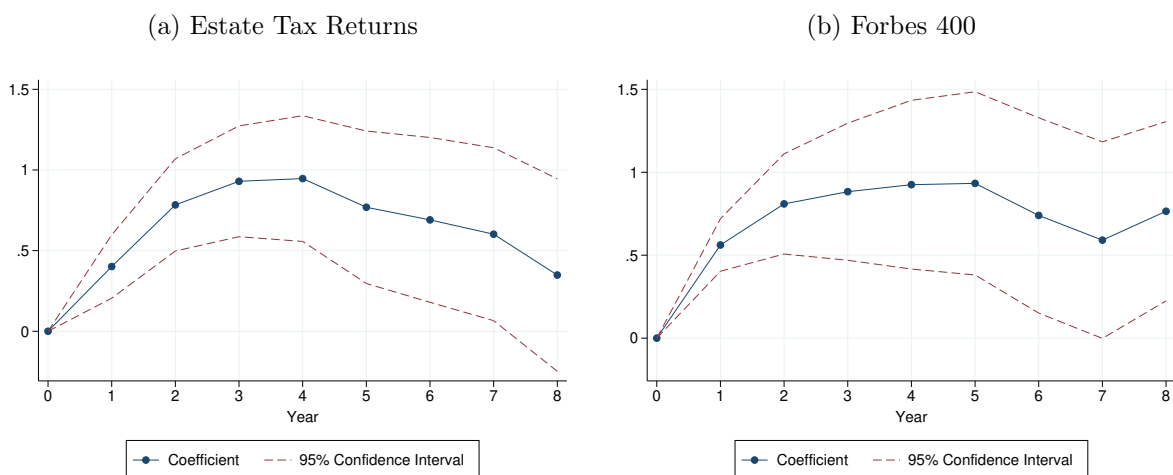 (a) Estate Tax Returns
1.5
1
.5
0
0 1 2 3 4 5 6 7 8
Year
Coefficient 95% Confidence Interval
(b) Forbes 400
1.5
1
.5
0
0 1 2 3 4 5 6 7 8
Year
Coefficient 95% Confidence Interval